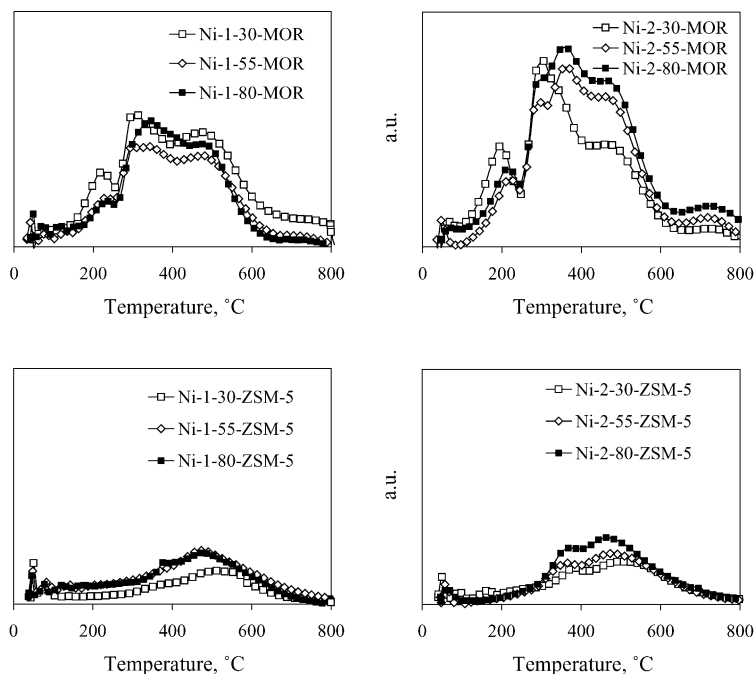 Ni-1-30-MOR
Ni-1-55-MOR
Ni-1-80-MOR
0 200 400 600 800
Temperature, ˚C
a.u.
Ni-2-30-MOR
Ni-2-55-MOR
Ni-2-80-MOR
0 200 400 600 800
Temperature, ˚C
Ni-1-30-ZSM-5
Ni-1-55-ZSM-5
Ni-1-80-ZSM-5
0 200 400 600 800
Temperature, ˚C
a.u.
Ni-2-30-ZSM-5
Ni-2-55-ZSM-5
Ni-2-80-ZSM-5
0 200 400 600 800
Temperature, ˚C